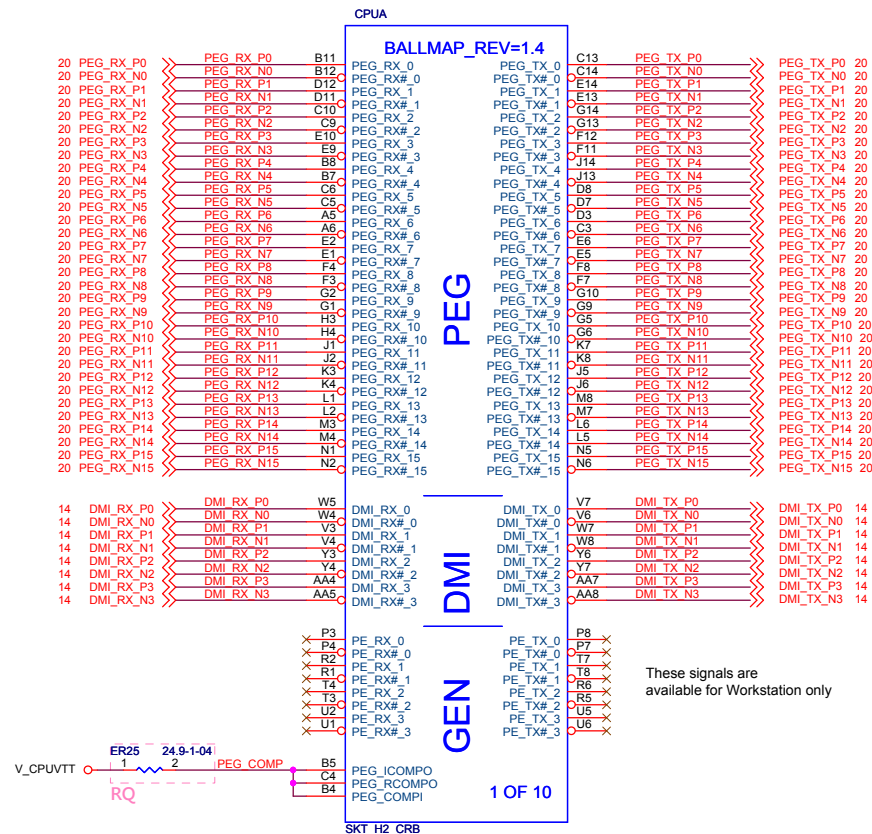 CPUA
BALLMAP_REV=1.4
20 PEG_RX_P0 PEG_RX_P0 B11 PEG_RX_0 PEG_TX_0 C13 PEG_TX_P0 PEG_TX_P0 20
20 PEG_RX_N0 PEG_RX_N0 B12 PEG_RX#_0 PEG_TX#_0 C14 PEG_TX_N0 PEG_TX_N0 20
20 PEG_RX_P1 PEG_RX_P1 D12 PEG_RX_1 PEG_TX_1 E14 PEG_TX_P1 PEG_TX_P1 20
20 PEG_RX_N1 PEG_RX_N1 D11 PEG_RX#_1 PEG_TX#_1 E13 PEG_TX_N1 PEG_TX_N1 20
20 PEG_RX_P2 PEG_RX_P2 C10 PEG_RX_2 PEG_TX_2 G14 PEG_TX_P2 PEG_TX_P2 20
20 PEG_RX_N2 PEG_RX_N2 C9 PEG_RX#_2 PEG_TX#_2 G13 PEG_TX_N2 PEG_TX_N2 20
20 PEG_RX_P3 PEG_RX_P3 E10 PEG_RX_3 PEG_TX_3 F12 PEG_TX_P3 PEG_TX_P3 20
20 PEG_RX_N3 PEG_RX_N3 E9 PEG_RX#_3 PEG_TX#_3 F11 PEG_TX_N3 PEG_TX_N3 20
20 PEG_RX_P4 PEG_RX_P4 B8 PEG_RX_4 PEG_TX_4 J14 PEG_TX_P4 PEG_TX_P4 20
20 PEG_RX_N4 PEG_RX_N4 B7 PEG_RX#_4 PEG_TX#_4 J13 PEG_TX_N4 PEG_TX_N4 20
20 PEG_RX_P5 PEG_RX_P5 C6 PEG_RX_5 PEG_TX_5 D8 PEG_TX_P5 PEG_TX_P5 20
20 PEG_RX_N5 PEG_RX_N5 C5 PEG_RX#_5 PEG_TX#_5 D7 PEG_TX_N5 PEG_TX_N5 20
20 PEG_RX_P6 PEG_RX_P6 A5 PEG_RX_6 PEG_TX_6 D3 PEG_TX_P6 PEG_TX_P6 20
20 PEG_RX_N6 PEG_RX_N6 A6 PEG_RX#_6 PEG_TX#_6 C3 PEG_TX_N6 PEG_TX_N6 20
20 PEG_RX_P7 PEG_RX_P7 E2 PEG_RX_7 PEG_TX_7 E6 PEG_TX_P7 PEG_TX_P7 20
20 PEG_RX_N7 PEG_RX_N7 E1 PEG_RX#_7 PEG_TX#_7 E5 PEG_TX_N7 PEG_TX_N7 20
20 PEG_RX_P8 PEG_RX_P8 F4 PEG_RX_8 PEG_TX_8 F8 PEG_TX_P8 PEG_TX_P8 20
20 PEG_RX_N8 PEG_RX_N8 F3 PEG_RX#_8 PEG_TX#_8 F7 PEG_TX_N8 PEG_TX_N8 20
20 PEG_RX_P9 PEG_RX_P9 G2 PEG_RX_9 PEG_TX_9 G10 PEG_TX_P9 PEG_TX_P9 20
20 PEG_RX_N9 PEG_RX_N9 G1 PEG_RX#_9 PEG_TX#_9 G9 PEG_TX_N9 PEG_TX_N9 20
PEG
20 PEG_RX_P10 PEG_RX_P10 H3 PEG_RX_10 PEG_TX_10 G5 PEG_TX_P10 PEG_TX_P10 20
20 PEG_RX_N10 PEG_RX_N10 H4 PEG_RX#_10 PEG_TX#_10 G6 PEG_TX_N10 PEG_TX_N10 20
20 PEG_RX_P11 PEG_RX_P11 J1 PEG_RX_11 PEG_TX_11 K7 PEG_TX_P11 PEG_TX_P11 20
20 PEG_RX_N11 PEG_RX_N11 J2 PEG_RX#_11 PEG_TX#_11 K8 PEG_TX_N11 PEG_TX_N11 20
20 PEG_RX_P12 PEG_RX_P12 K3 PEG_RX_12 PEG_TX_12 J5 PEG_TX_P12 PEG_TX_P12 20
20 PEG_RX_N12 PEG_RX_N12 K4 PEG_RX#_12 PEG_TX#_12 J6 PEG_TX_N12 PEG_TX_N12 20
20 PEG_RX_P13 PEG_RX_P13 L1 PEG_RX_13 PEG_TX_13 M8 PEG_TX_P13 PEG_TX_P13 20
20 PEG_RX_N13 PEG_RX_N13 L2 PEG_RX#_13 PEG_TX#_13 M7 PEG_TX_N13 PEG_TX_N13 20
20 PEG_RX_P14 PEG_RX_P14 M3 PEG_RX_14 PEG_TX_14 L6 PEG_TX_P14 PEG_TX_P14 20
20 PEG_RX_N14 PEG_RX_N14 M4 PEG_RX#_14 PEG_TX#_14 L5 PEG_TX_N14 PEG_TX_N14 20
20 PEG_RX_P15 PEG_RX_P15 N1 PEG_RX_15 PEG_TX_15 N5 PEG_TX_P15 PEG_TX_P15 20
20 PEG_RX_N15 PEG_RX_N15 N2 PEG_RX#_15 PEG_TX#_15 N6 PEG_TX_N15 PEG_TX_N15 20
14 DMI_RX_P0 DMI_RX_P0 W5 DMI_RX_0 DMI_TX_0 V7 DMI_TX_P0 DMI_TX_P0 14
14 DMI_RX_N0 DMI_RX_N0 W4 DMI_RX#_0 DMI_TX#_0 V6 DMI_TX_N0 DMI_TX_N0 14
14 DMI_RX_P1 DMI_RX_P1 V3 DMI_RX_1 DMI_TX_1 W7 DMI_TX_P1 DMI_TX_P1 14
14 DMI_RX_N1 DMI_RX_N1 V4 DMI_RX#_1 DMI_TX#_1 W8 DMI_TX_N1 DMI_TX_N1 14
14 DMI_RX_P2 DMI_RX_P2 Y3 DMI_RX_2 DMI_TX_2 Y6 DMI_TX_P2 DMI_TX_P2 14
14 DMI_RX_N2 DMI_RX_N2 Y4 DMI_RX#_2 DMI_TX#_2 Y7 DMI_TX_N2 DMI_TX_N2 14
14 DMI_RX_P3 DMI_RX_P3 AA4 DMI_RX_3 DMI_TX_3 AA7 DMI_TX_P3 DMI_TX_P3 14
14 DMI_RX_N3 DMI_RX_N3 AA5 DMI_RX#_3 DMI_TX#_3 AA8 DMI_TX_N3 DMI_TX_N3 14
DMI
P3 PE_RX_0 PE_TX_0 P8
P4 PE_RX#_0 PE_TX#_0 P7
R2 PE_RX_1 PE_TX_1 T7
R1 PE_RX#_1 PE_TX#_1 T8
T4 PE_RX_2 PE_TX_2 R6
T3 PE_RX#_2 PE_TX#_2 R5
U2 PE_RX_3 PE_TX_3 U5
U1 PE_RX#_3 PE_TX#_3 U6
GEN
These signals are
available for Workstation only
ER25 24.9-1-04
V_CPUVTT 1 2 PEG_COMP B5 PEG_ICOMPO
C4 PEG_RCOMPO
B4 PEG_COMPI
RQ
1 OF 10
SKT_H2_CRB